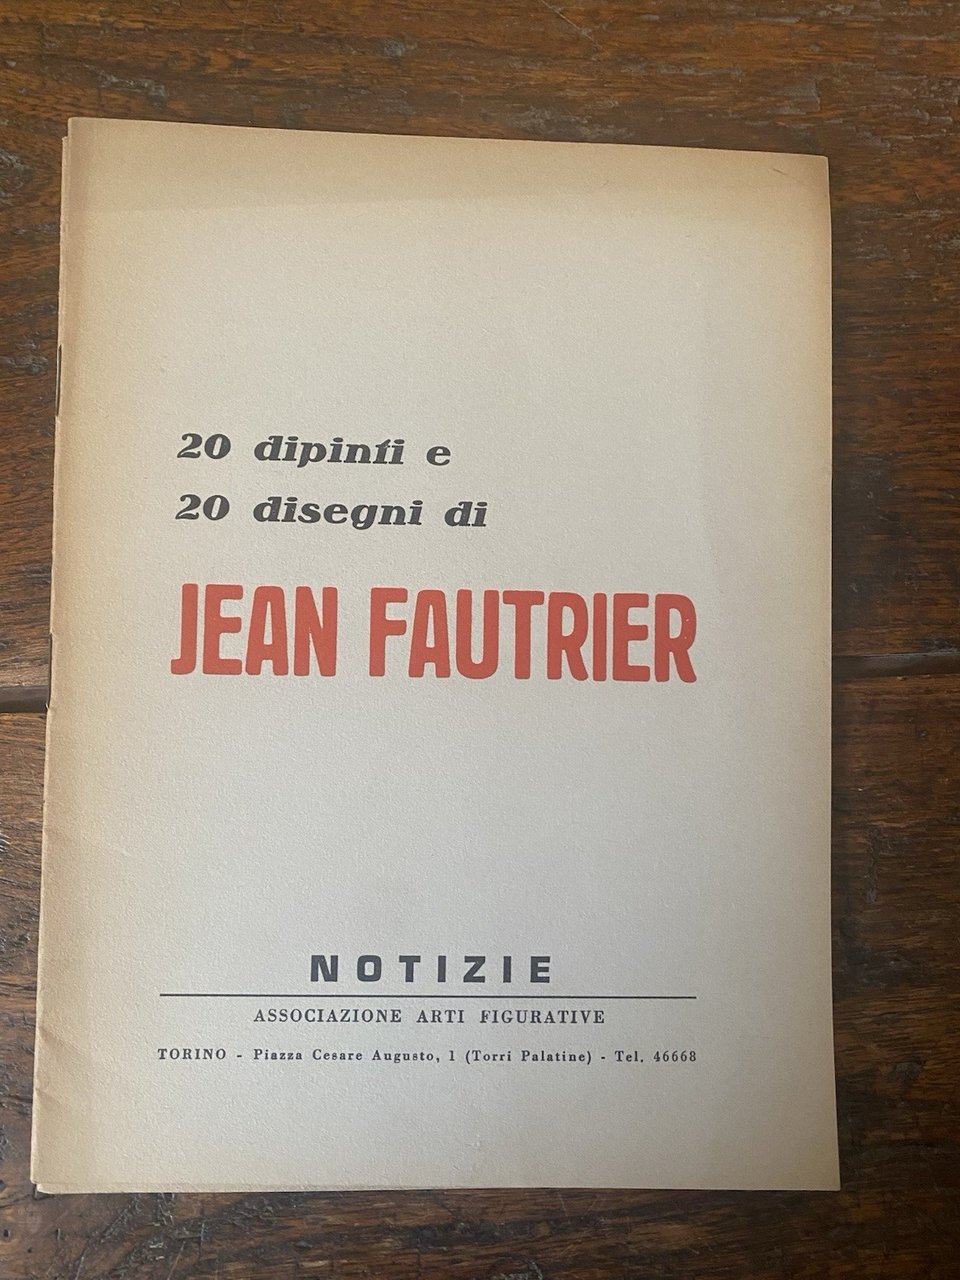 20 dipinti e
20 disegni di
JEAN FAUTRIER
NOTIZIE
ASSOCIAZIONE ARTI FIGURATIVE
TORINO - Piazza Cesare Augusto, 1 (Torri Palatine) - Tel. 46668